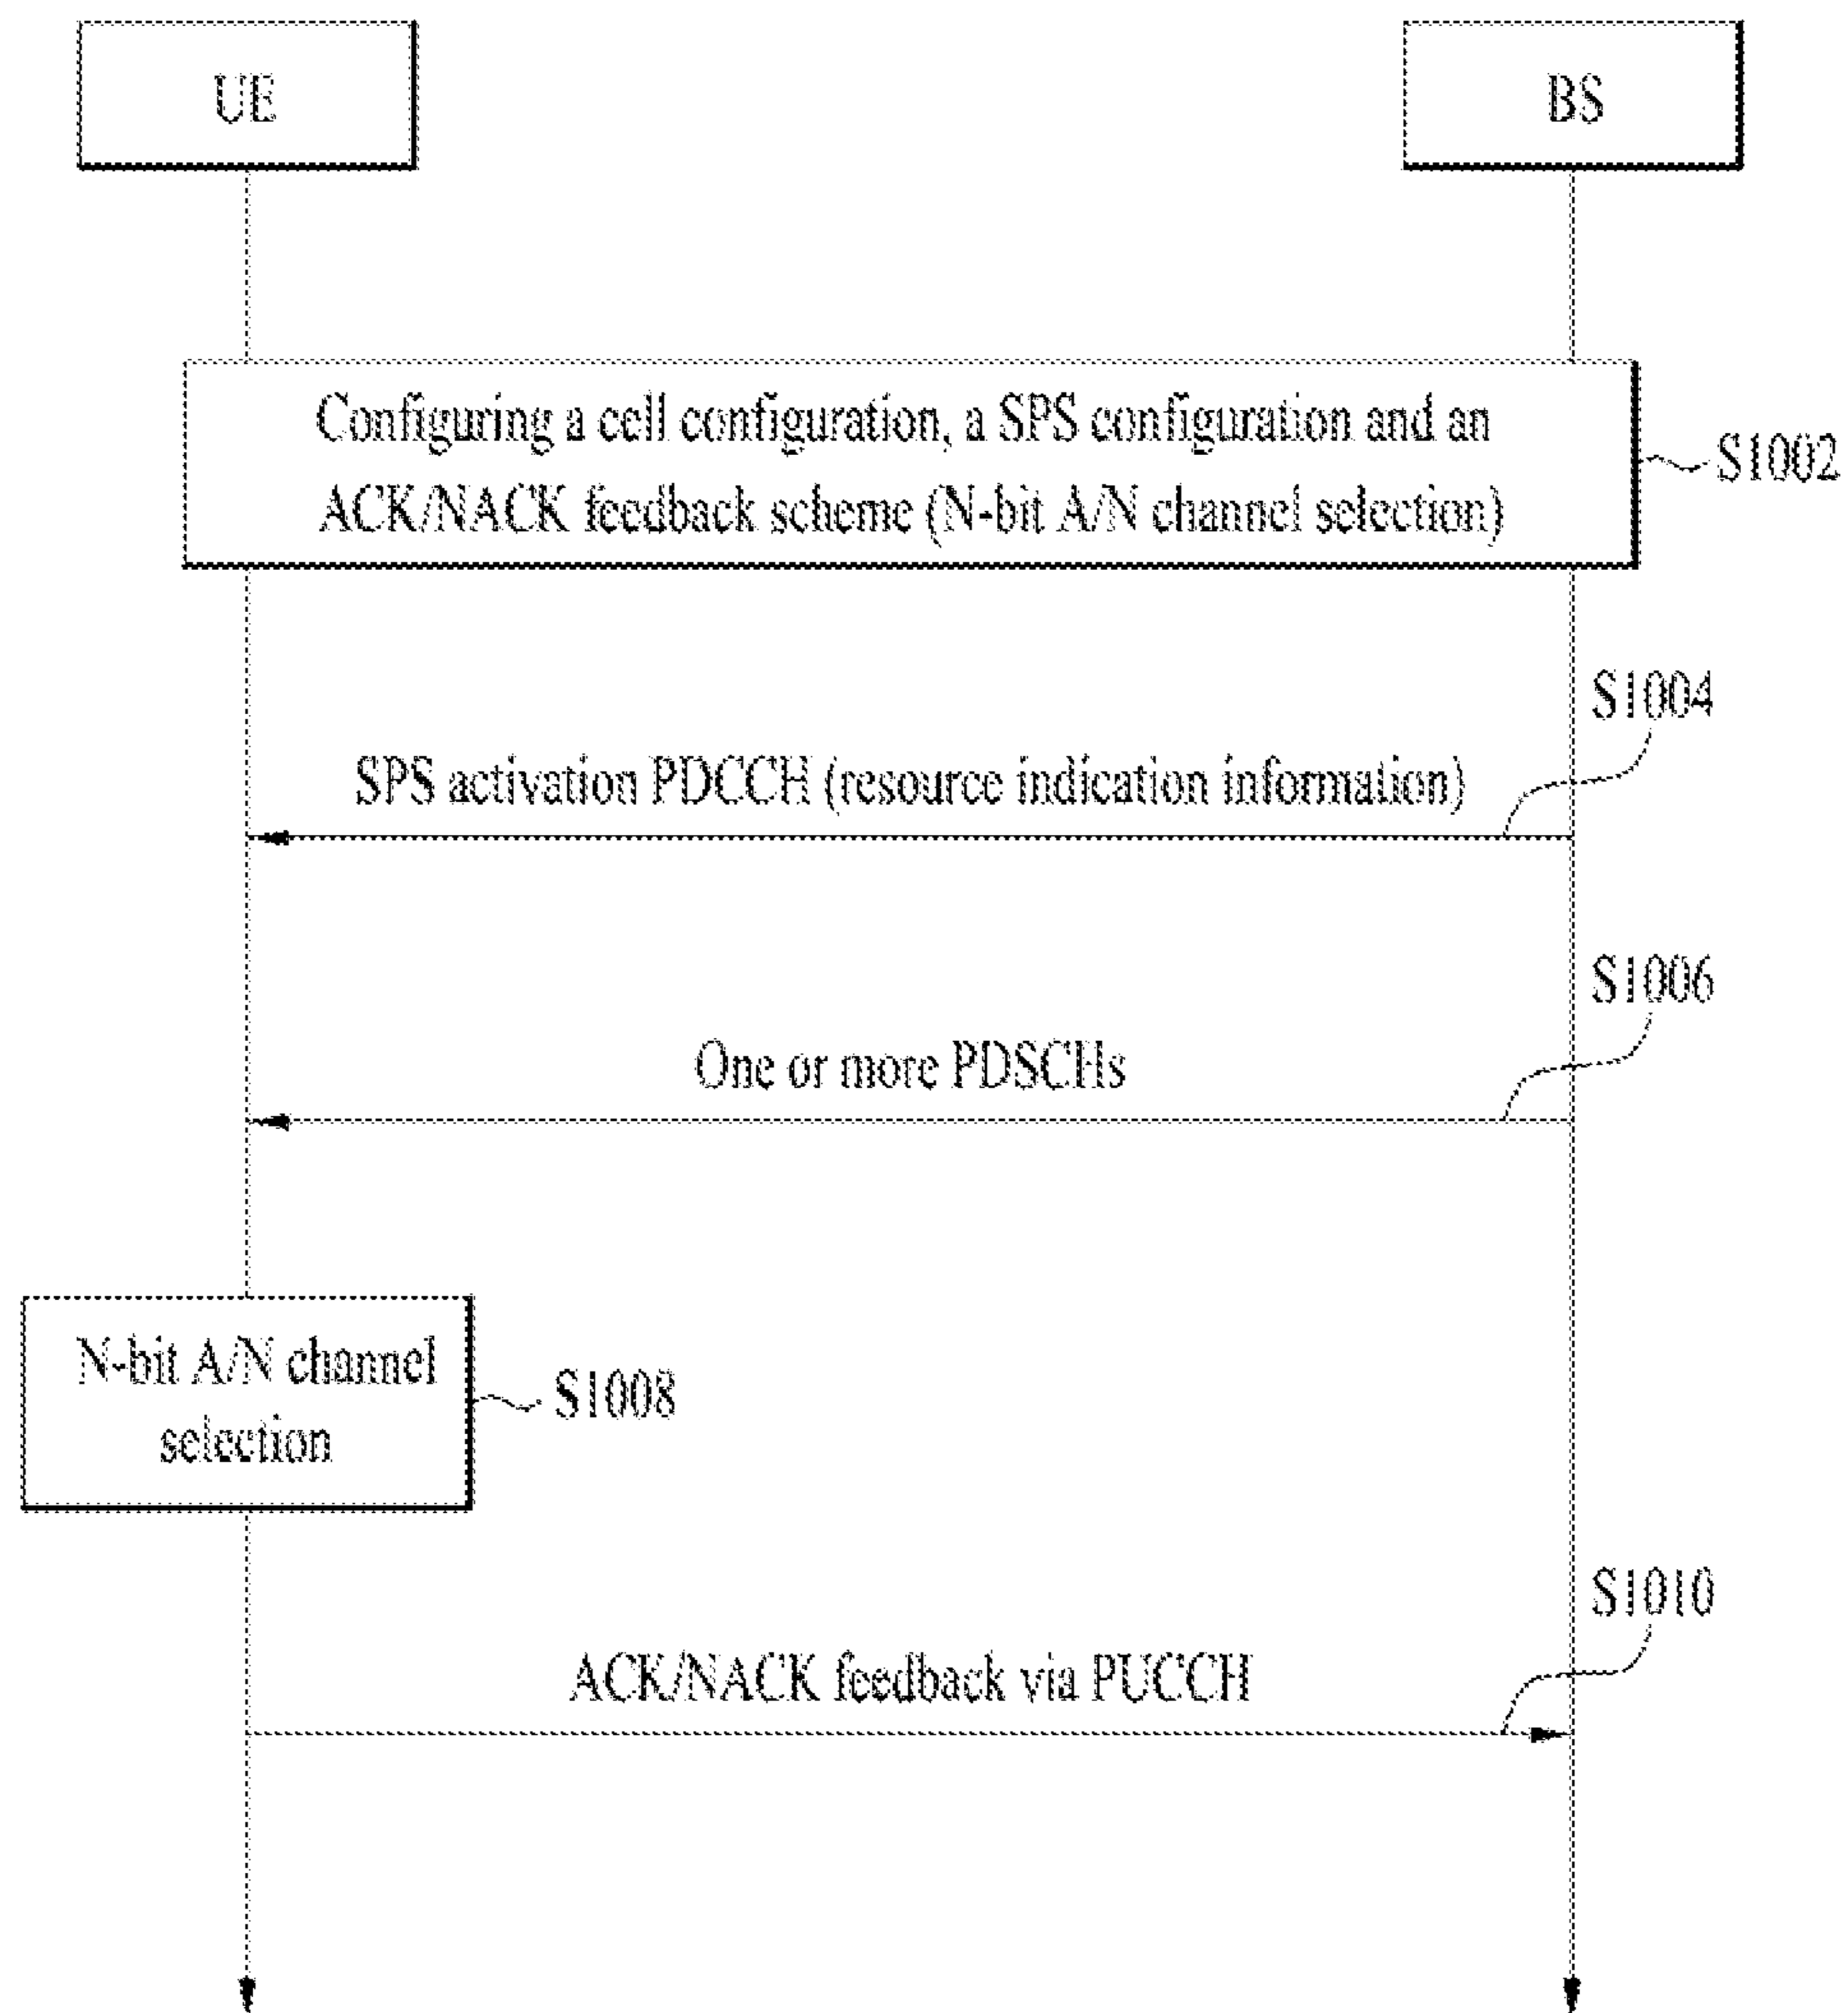 UE
BS
Configuring a cell configuration, a SPS configuration and an
ACK/NACK feedback scheme (N-bit A/N channel selection)
S1002
S1004
SPS activation PDCCH (resource indication information)
S1006
One or more PDSCHs
N-bit A/N channel
selection
S1008
S1010
ACK/NACK feedback via PUCCH